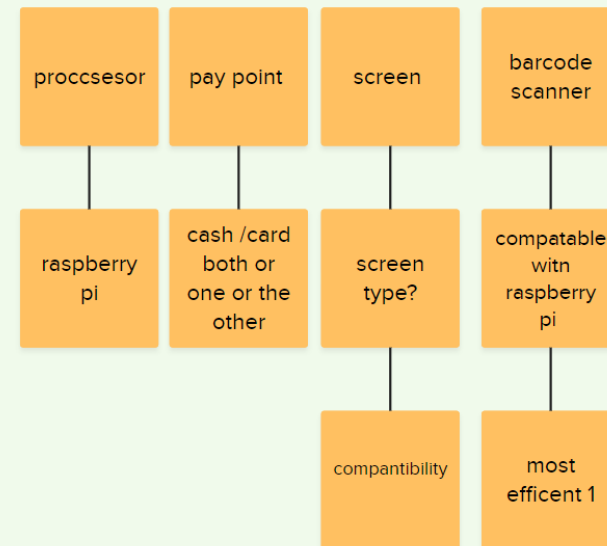 proccsesor
pay point
screen
barcode
scanner
raspberry
pi
cash /card
both or
one or the
other
screen
type?
compatable
witn
raspberry
pi
compantibility
most
efficent 1